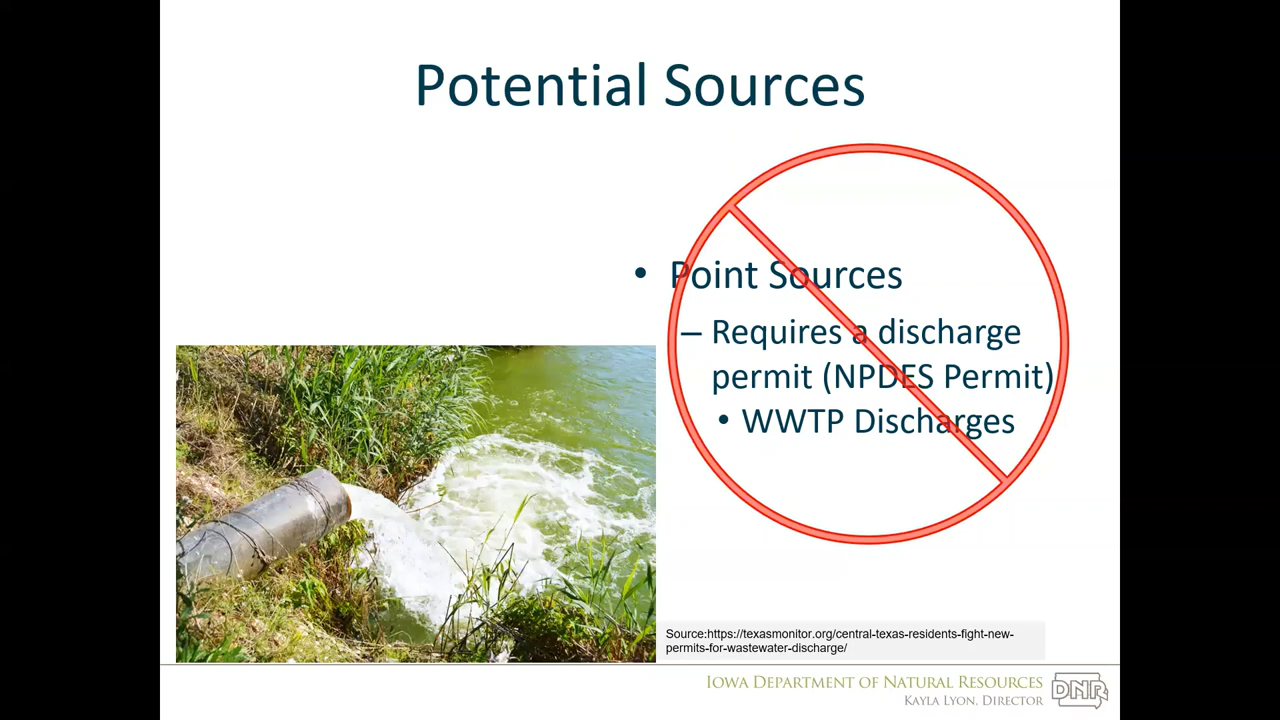 Potential Sources
• Point Sources
– Requires a discharge
permit (NPDES Permit)
• WWTP Discharges
Source:https://texasmonitor.org/central-texas-residents-fight-new-
permits-for-wastewater-discharge/
IOWA DEPARTMENT OF NATURAL RESOURCES
KAYLA LYON, DIRECTOR
DNR